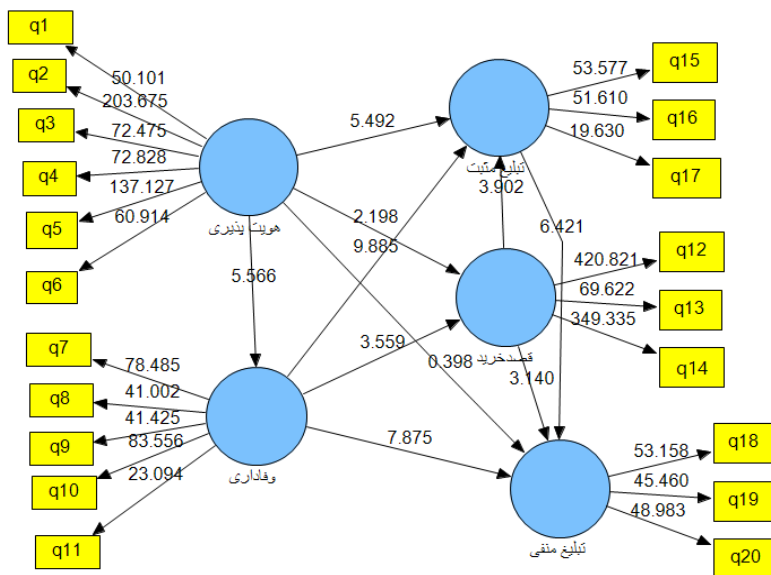 q1
50.101
q2
203.675
q3
72.475
q4
72.828
q5
137.127
q6
60.914
هویت پذیری
5.492
تبلیغ مثبت
3.902
q15
53.577
q16
51.610
q17
19.630
6.421
2.198
9.885
5.566
q12
420.821
q13
69.622
q14
349.335
قصدخرید
3.559
0.398
3.140
q7
78.485
q8
41.002
q9
41.425
q10
83.556
q11
23.094
وفاداری
7.875
q18
53.158
q19
45.460
q20
48.983
تبلیغ منفی